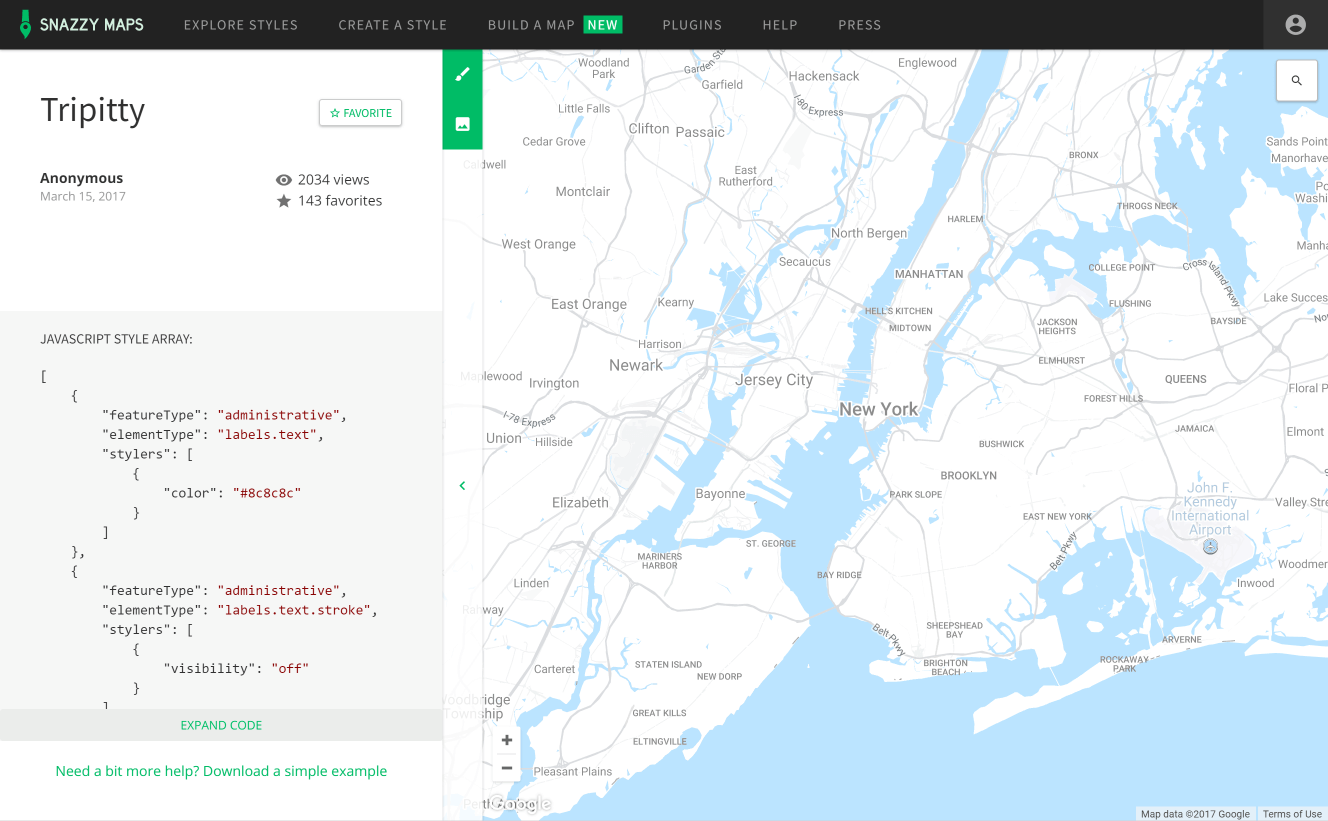 SNAZZY MAPS
EXPLORE STYLES
CREATE A STYLE
BUILD A MAP NEW
PLUGINS
HELP
PRESS
Tripitty
FAVORITE
Anonymous
March 15, 2017
2034 views
143 favorites
JAVASCRIPT STYLE ARRAY:
[
{
"featureType": "administrative",
"elementType": "labels.text",
"stylers": [
{
"color": "#8c8c8c"
}
]
},
{
"featureType": "administrative",
"elementType": "labels.text.stroke",
"stylers": [
{
"visibility": "off"
}
]
EXPAND CODE
Need a bit more help? Download a simple example
Woodland
Park
Garden St
Garfield
Hackensack
Englewood
Little Falls
I-80 Express
Clifton
Passaic
Cedar Grove
Caldwell
East
Rutherford
Montclair
BRONX
Sands Point
Manorhave
Po
Washi
THROGS NECK
HARLEM
North Bergen
West Orange
Secaucus
Manha
MANHATTAN
COLLEGE POINT
Cross Island Pkwy
East Orange
Kearny
HELL'S KITCHEN
MIDTOWN
FLUSHING
Lake Succes
BAYSIDE
JACKSON
HEIGHTS
No
Harrison
Newark
ELMHURST
Maplewood
Irvington
Jersey City
QUEENS
Floral P
FOREST HILLS
New York
I-78 Express
Union
Hillside
JAMAICA
Elmont
BUSHWICK
BROOKLYN
Elizabeth
Bayonne
PARK SLOPE
John F.
Kennedy
International
Airport
Valley Stre
EAST NEW YORK
ST. GEORGE
MARINERS
HARBOR
Belt Pkwy
Woodmer
BAY RIDGE
Linden
Inwood
Rahway
SHEEPSHEAD
BAY
Belt Pkwy
ARVERNE
ROCKAWAY
PARK
BRIGHTON
BEACH
Carteret
STATEN ISLAND
NEW DORP
Woodbridge
Township
GREAT KILLS
ELTINGVILLE
+
−
Pleasant Plains
Perth Amboy
Google
Map data ©2017 Google
Terms of Use